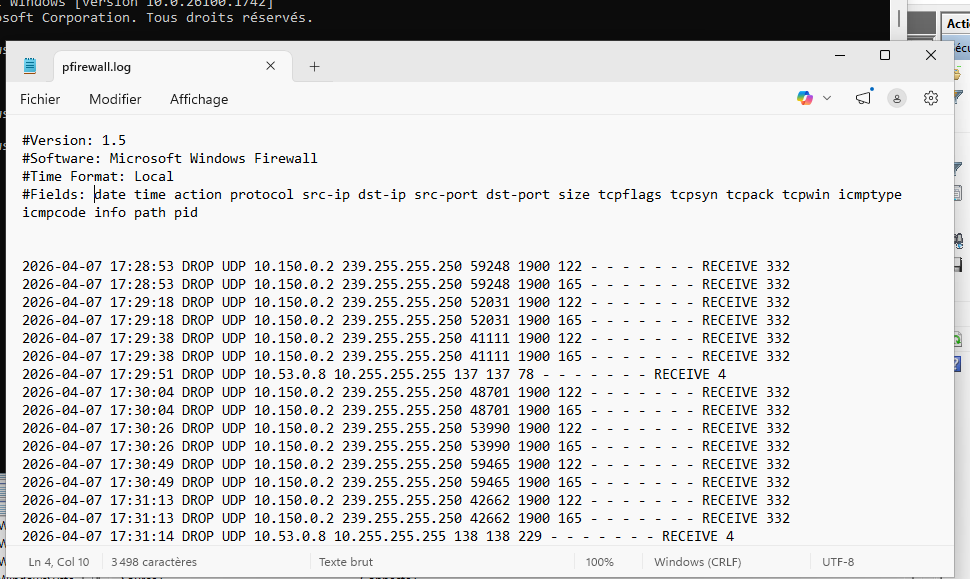 Windows [version 10.0.26100.1742]
osoft Corporation. Tous droits réservés.
Acti
pfirewall.log
Fichier Modifier Affichage
#Version: 1.5
#Software: Microsoft Windows Firewall
#Time Format: Local
#Fields: date time action protocol src-ip dst-ip src-port dst-port size tcpflags tcpsyn tcpack tcpwin icmptype
icmpcode info path pid
2026-04-07 17:28:53 DROP UDP 10.150.0.2 239.255.255.250 59248 1900 122 - - - - - - - RECEIVE 332
2026-04-07 17:28:53 DROP UDP 10.150.0.2 239.255.255.250 59248 1900 165 - - - - - - - RECEIVE 332
2026-04-07 17:29:18 DROP UDP 10.150.0.2 239.255.255.250 52031 1900 122 - - - - - - - RECEIVE 332
2026-04-07 17:29:18 DROP UDP 10.150.0.2 239.255.255.250 52031 1900 165 - - - - - - - RECEIVE 332
2026-04-07 17:29:38 DROP UDP 10.150.0.2 239.255.255.250 41111 1900 122 - - - - - - - RECEIVE 332
2026-04-07 17:29:38 DROP UDP 10.150.0.2 239.255.255.250 41111 1900 165 - - - - - - - RECEIVE 332
2026-04-07 17:29:51 DROP UDP 10.53.0.8 10.255.255.255 137 137 78 - - - - - - - RECEIVE 4
2026-04-07 17:30:04 DROP UDP 10.150.0.2 239.255.255.250 48701 1900 122 - - - - - - - RECEIVE 332
2026-04-07 17:30:04 DROP UDP 10.150.0.2 239.255.255.250 48701 1900 165 - - - - - - - RECEIVE 332
2026-04-07 17:30:26 DROP UDP 10.150.0.2 239.255.255.250 53990 1900 122 - - - - - - - RECEIVE 332
2026-04-07 17:30:26 DROP UDP 10.150.0.2 239.255.255.250 53990 1900 165 - - - - - - - RECEIVE 332
2026-04-07 17:30:49 DROP UDP 10.150.0.2 239.255.255.250 59465 1900 122 - - - - - - - RECEIVE 332
2026-04-07 17:30:49 DROP UDP 10.150.0.2 239.255.255.250 59465 1900 165 - - - - - - - RECEIVE 332
2026-04-07 17:31:13 DROP UDP 10.150.0.2 239.255.255.250 42662 1900 122 - - - - - - - RECEIVE 332
2026-04-07 17:31:13 DROP UDP 10.150.0.2 239.255.255.250 42662 1900 165 - - - - - - - RECEIVE 332
2026-04-07 17:31:14 DROP UDP 10.53.0.8 10.255.255.255 138 138 229 - - - - - - - RECEIVE 4
Ln 4, Col 10 3 498 caractères Texte brut 100% Windows (CRLF) UTF-8